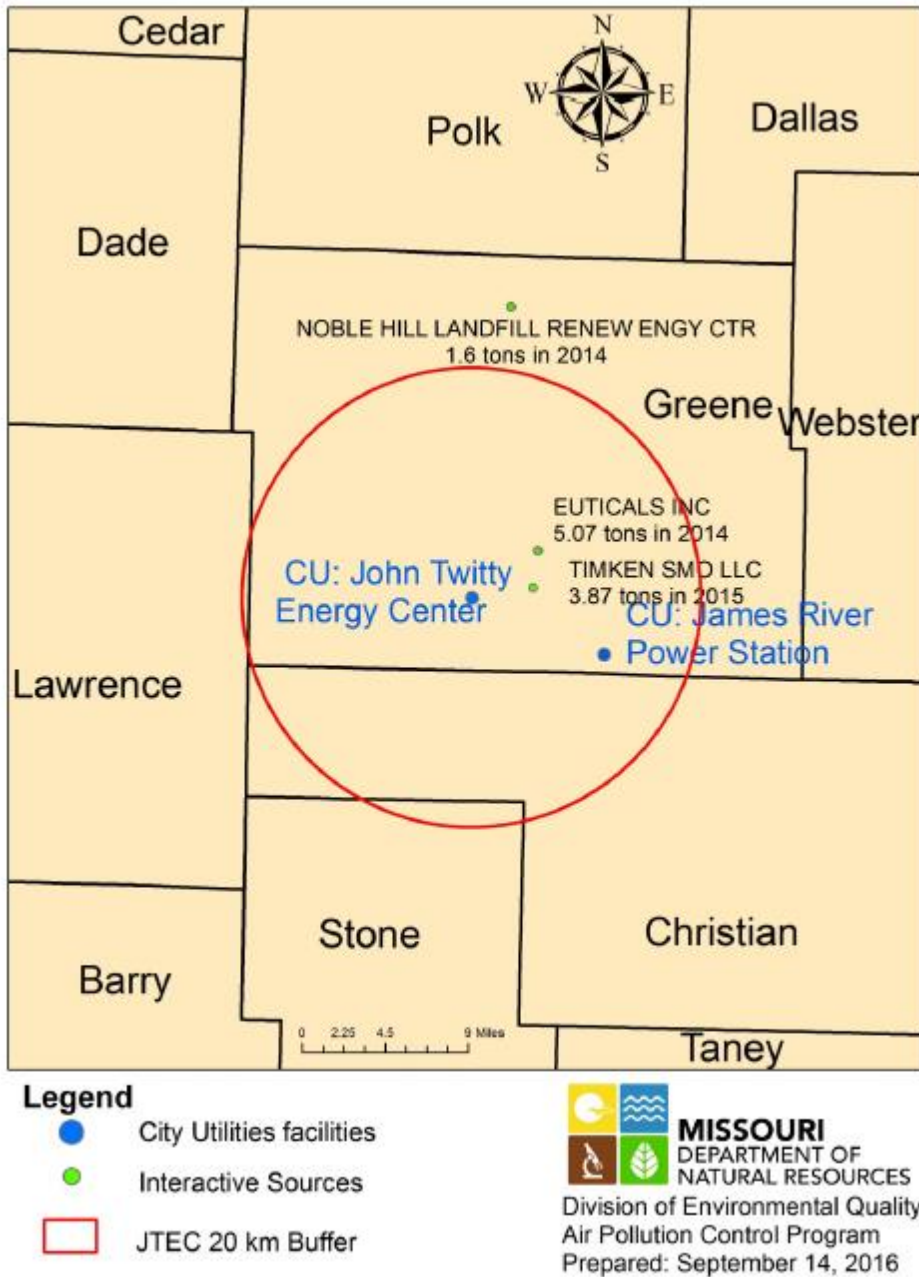 Cedar
N
W
E
S
Polk
Dallas
Dade
NOBLE HILL LANDFILL RENEW ENGY CTR
1.6 tons in 2014
Greene
Webster
EUTICALS INC
5.07 tons in 2014
CU: John Twitty
Energy Center
TIMKEN SMO LLC
3.87 tons in 2015
CU: James River
Power Station
Lawrence
Stone
Christian
Barry
0 2.25 4.5 9 Miles
Taney
Legend
City Utilities facilities
Interactive Sources
JTEC 20 km Buffer
MISSOURI
DEPARTMENT OF
NATURAL RESOURCES
Division of Environmental Quality
Air Pollution Control Program
Prepared: September 14, 2016